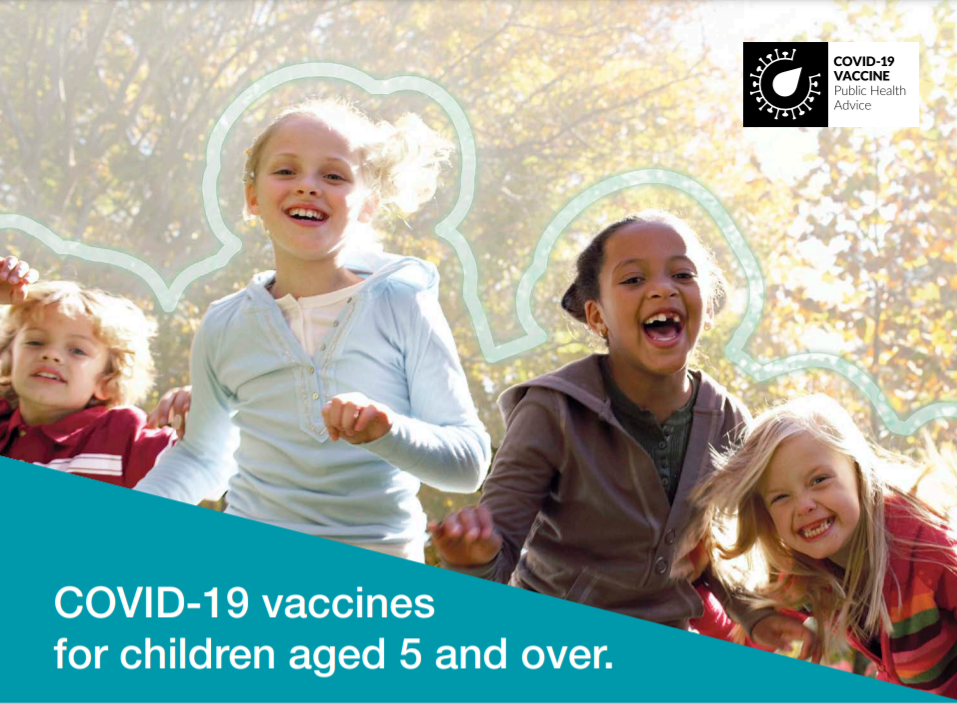 COVID-19
VACCINE
Public Health
Advice
COVID-19 vaccines
for children aged 5 and over.